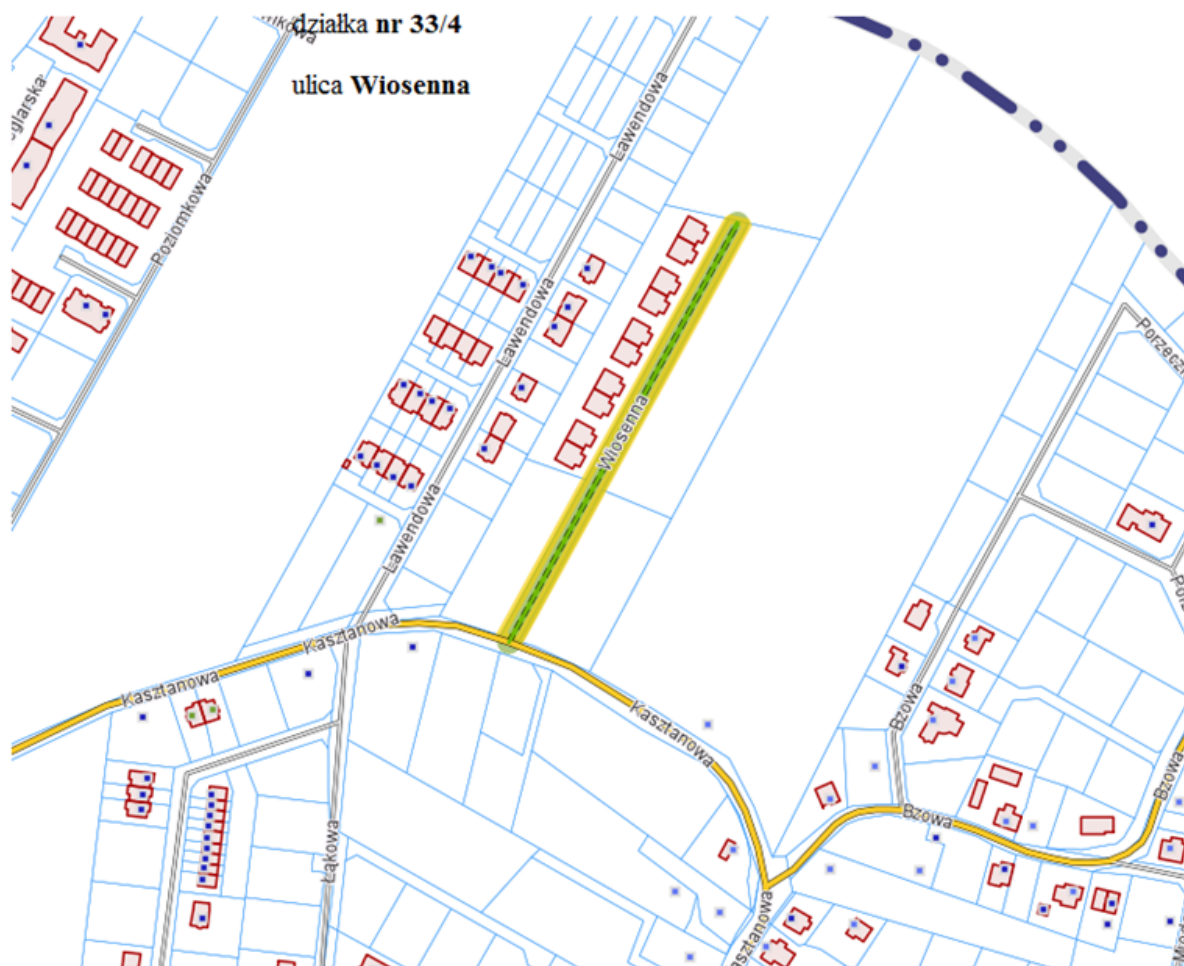 działka nr 33/4
ulica Wiosenna
Poziomkowa
Lawendowa
Lawendowa
Lawendowa
Wiosenna
Kasztanowa
Kasztanowa
Kasztanowa
Łąkowa
Bzowa
Bzowa
Bzowa